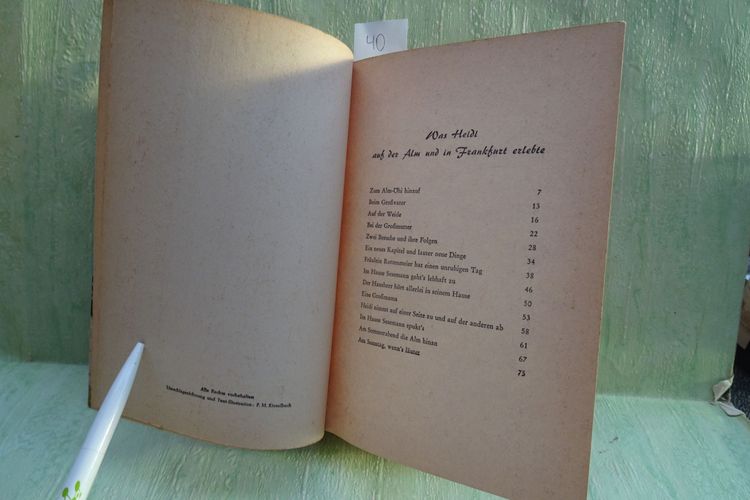 40
Alle Rechte vorbehalten
Umschlagzeichnung und Text-Illustration: P. M. Kieselbach
Was Heidi
auf der Alm und in Frankfurt erlebte
Zum Alm-Öhi hinauf 7
Beim Großvater 13
Auf der Weide 16
Bei der Großmutter 22
Zwei Besuche und ihre Folgen 28
Ein neues Kapitel und lauter neue Dinge 34
Fräulein Rottenmeier hat einen unruhigen Tag 38
Im Hause Sesemann geht's lebhaft zu 46
Der Hausherr hört allerlei in seinem Hause 50
Eine Großmama 53
Heidi nimmt auf einer Seite zu und auf der anderen ab 58
Im Hause Sesemann spukt's 61
Am Sommerabend die Alm hinan 67
Am Sonntag, wenn's läutet 75